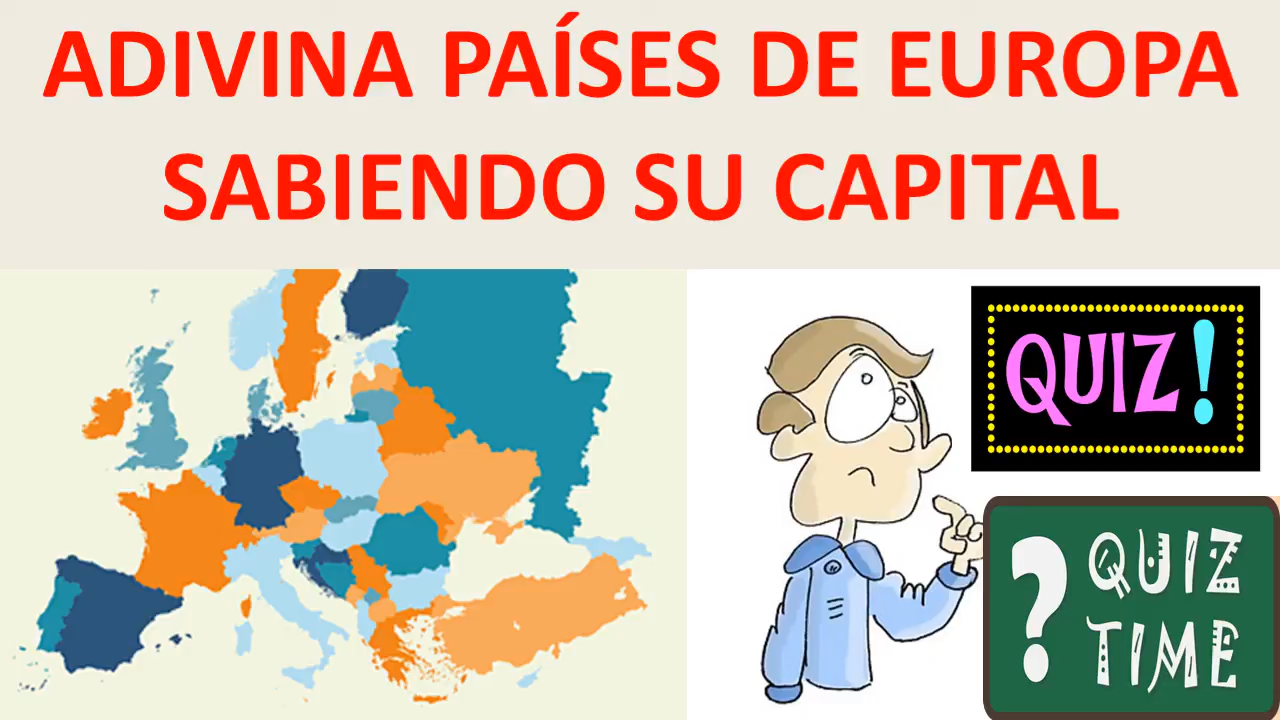 ADIVINA PAÍSES DE EUROPA
SABIENDO SU CAPITAL
QUIZ!
? QUIZ
TIME